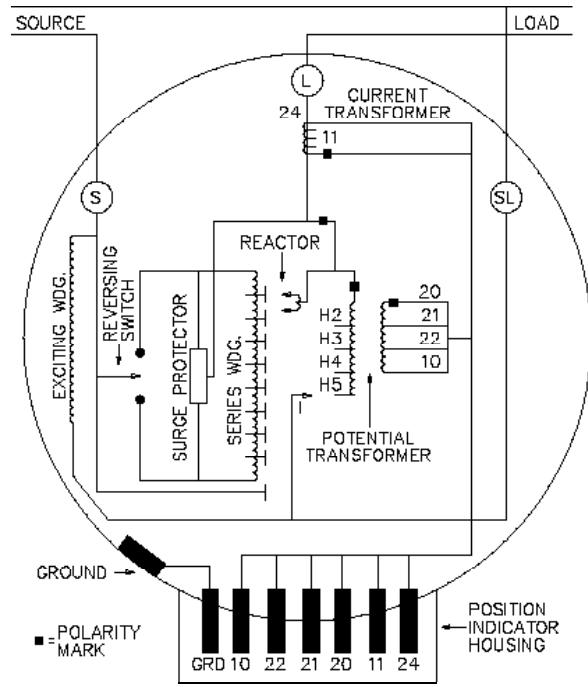 SOURCE
LOAD
L
CURRENT
TRANSFORMER
24
11
S
SL
REACTOR
EXCITING WDG.
REVERSING
SWITCH
SURGE PROTECTOR
SERIES WDG.
H2
H3
H4
H5
20
21
22
10
POTENTIAL
TRANSFORMER
GROUND
■ = POLARITY
MARK
GRD 10 22 21 20 11 24
POSITION
INDICATOR
HOUSING